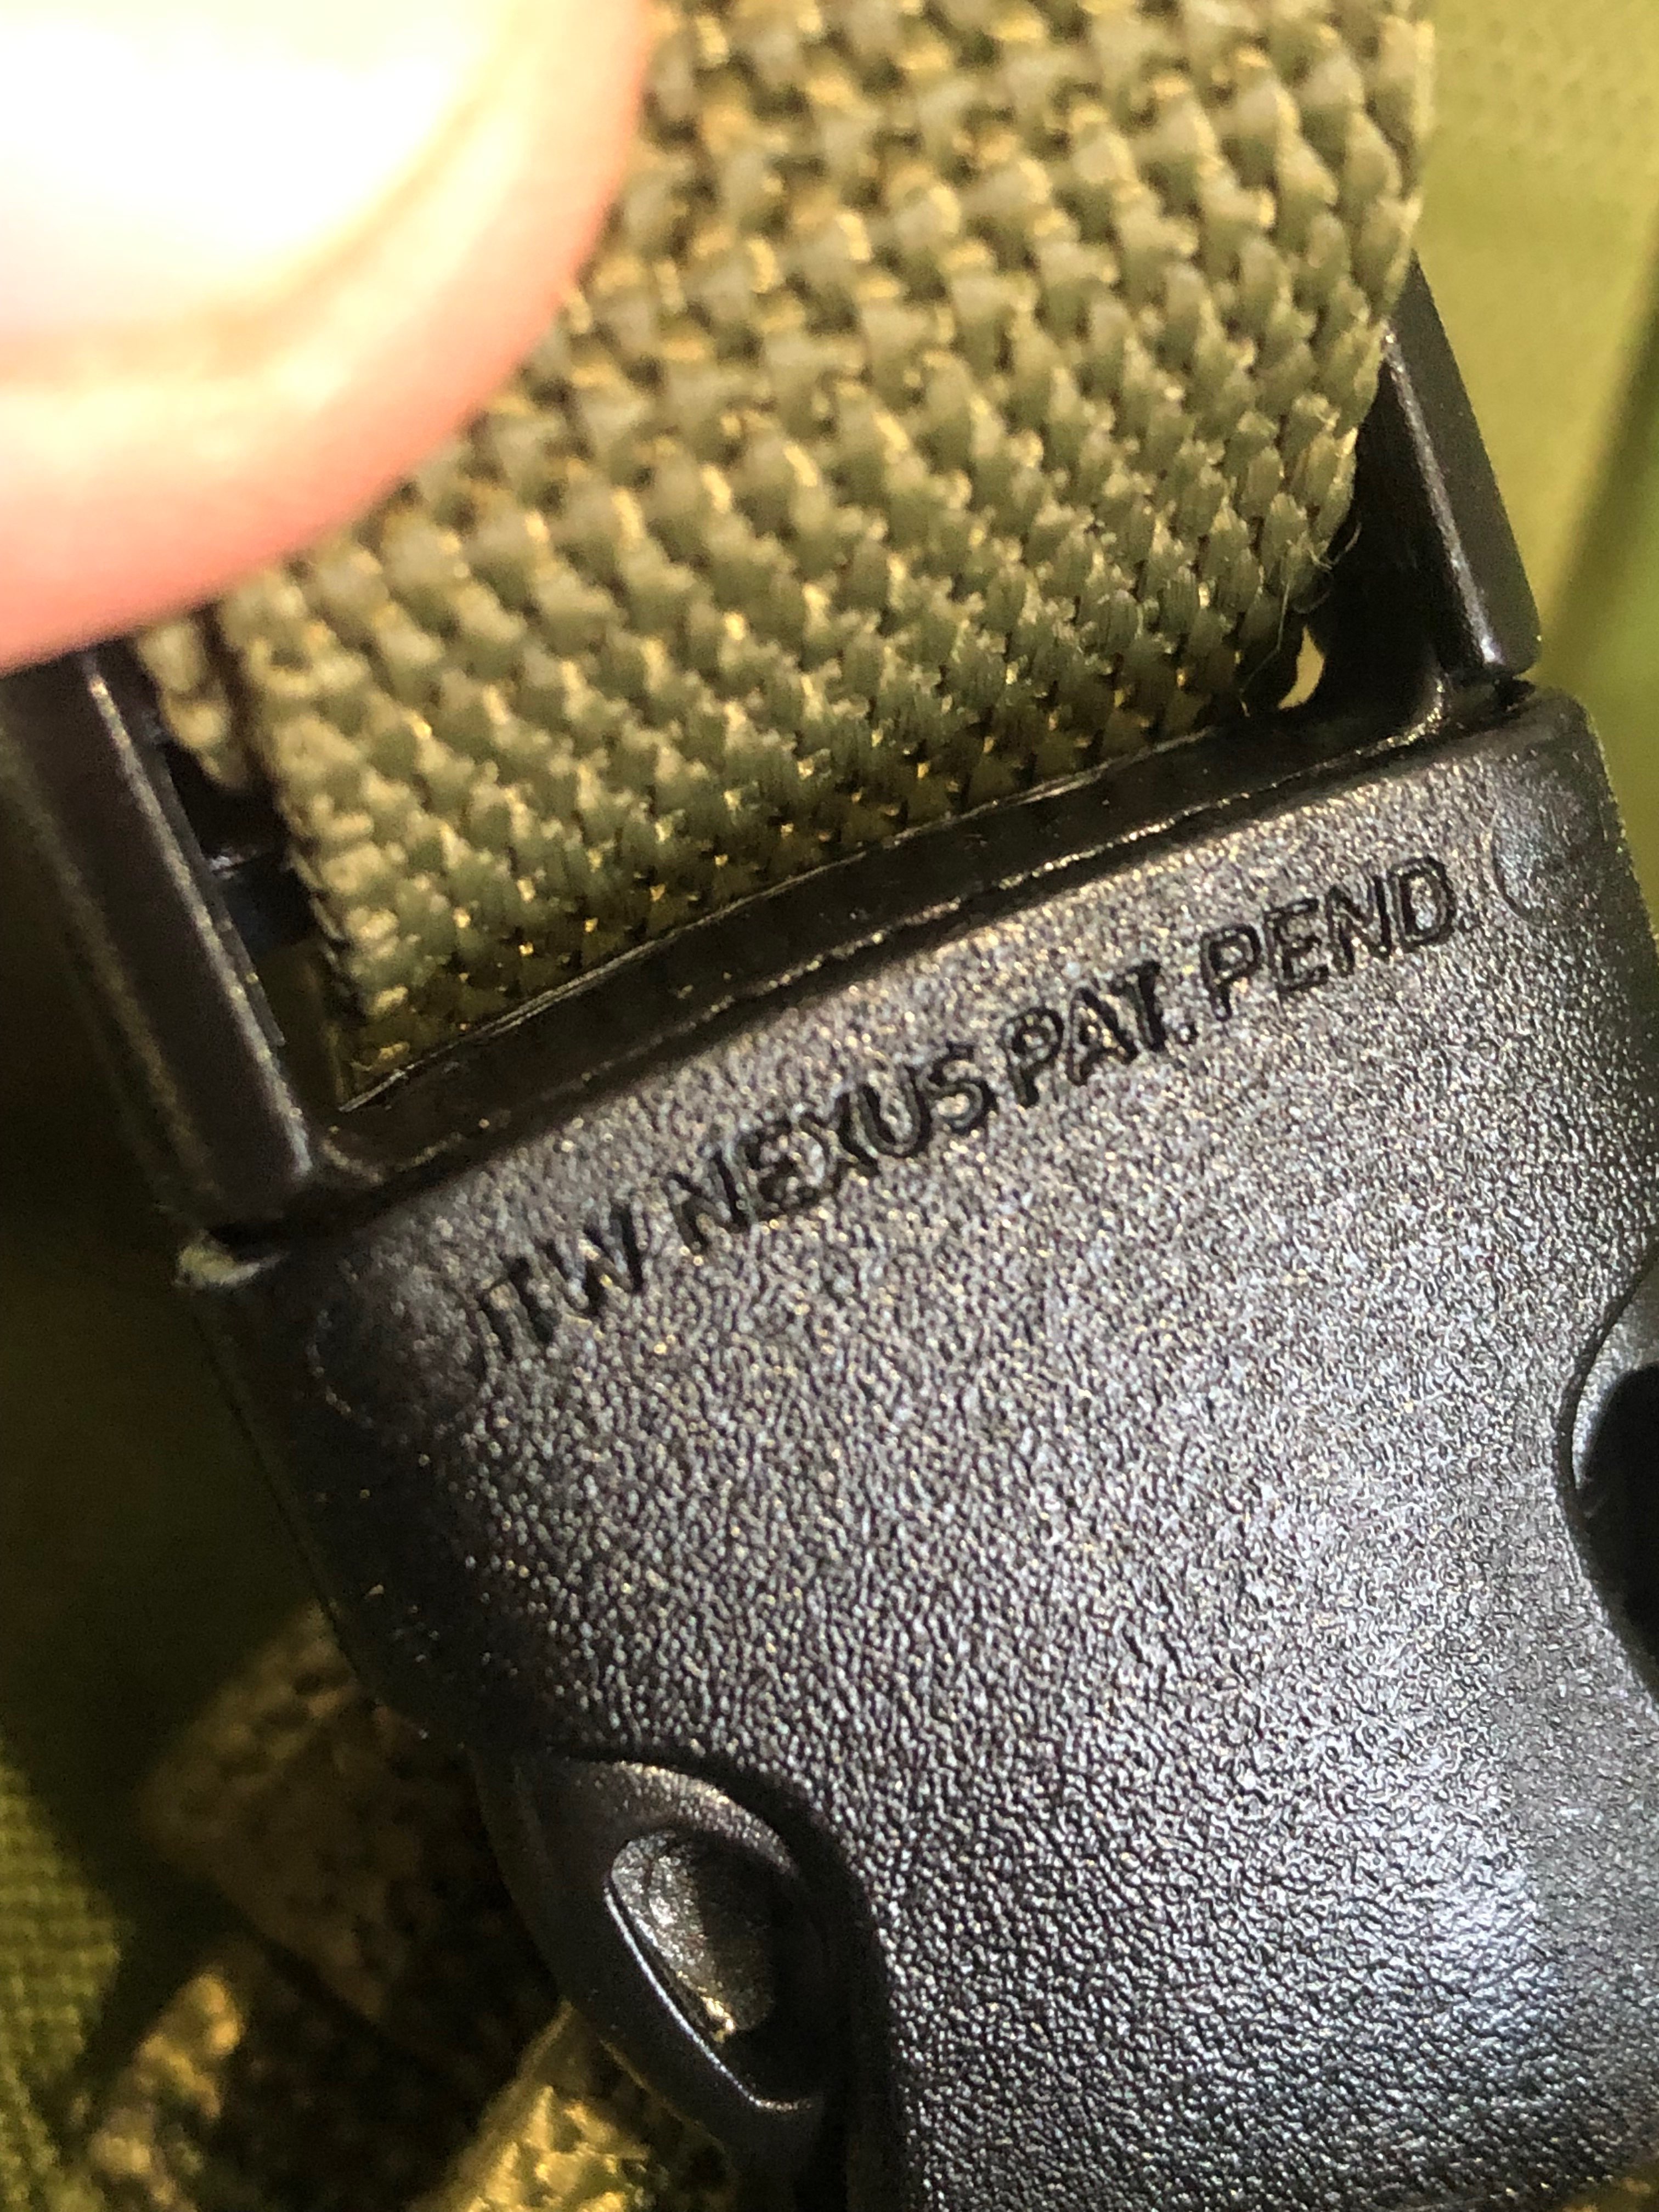 ITW NEXUS PAT. PEND.